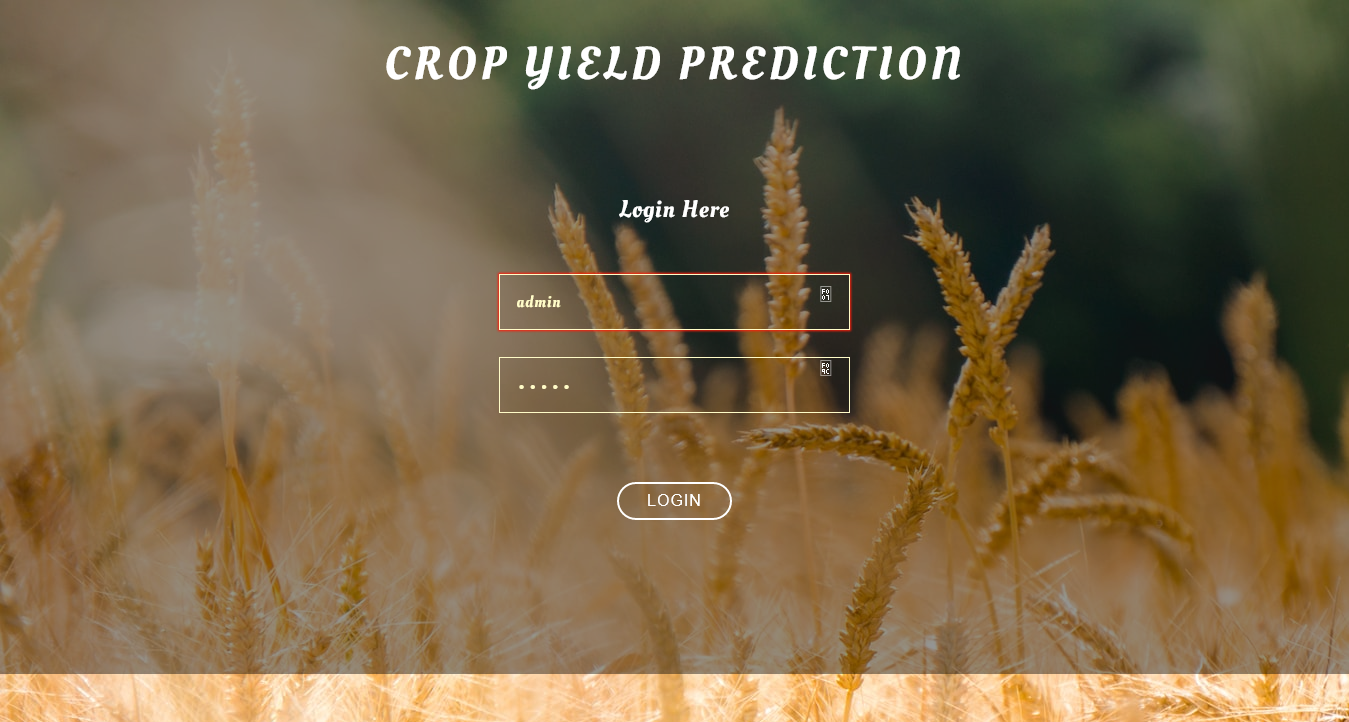 CROP YIELD PREDICTION
Login Here
admin
•••••
LOGIN